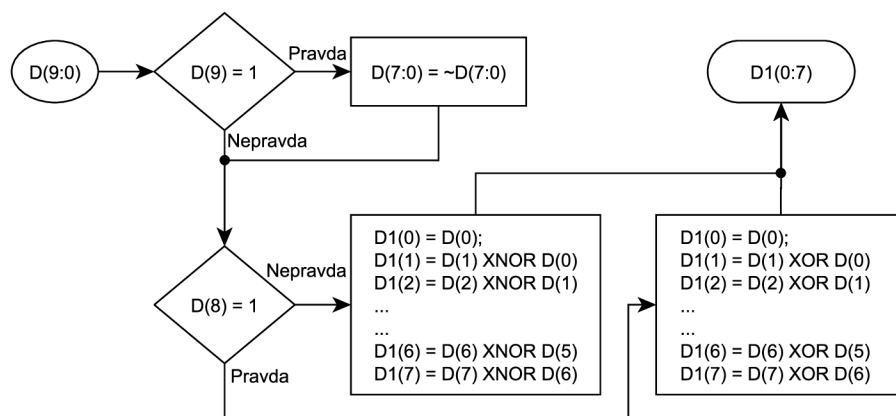 D(9:0)
D(9) = 1
Pravda
D(7:0) = ~D(7:0)
D1(0:7)
Nepravda
D(8) = 1
Nepravda
Pravda
D1(0) = D(0);
D1(1) = D(1) XNOR D(0)
D1(2) = D(2) XNOR D(1)
...
...
D1(6) = D(6) XNOR D(5)
D1(7) = D(7) XNOR D(6)
D1(0) = D(0);
D1(1) = D(1) XOR D(0)
D1(2) = D(2) XOR D(1)
...
...
D1(6) = D(6) XOR D(5)
D1(7) = D(7) XOR D(6)